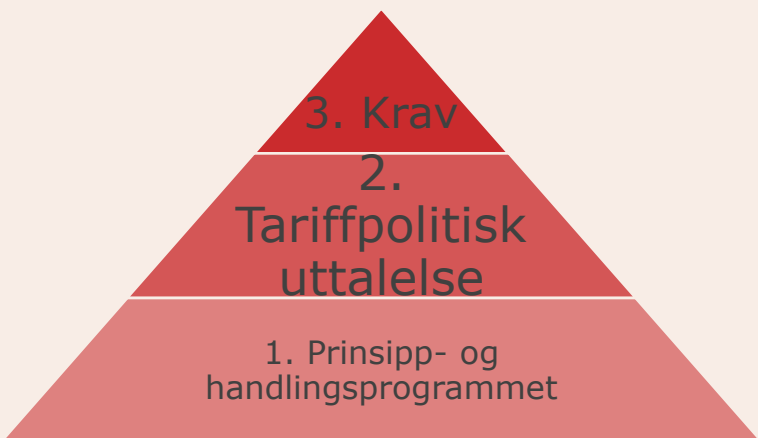 3. Krav
2.
Tariffpolitisk
uttalelse
1. Prinsipp- og
handlingsprogrammet